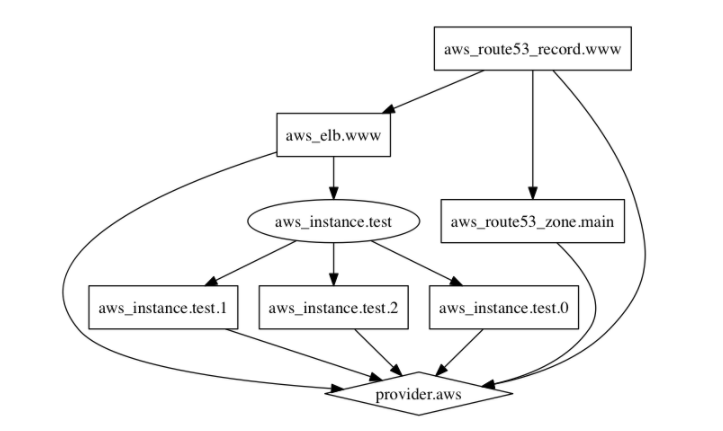 aws_route53_record.www
aws_elb.www
aws_instance.test
aws_route53_zone.main
aws_instance.test.1
aws_instance.test.2
aws_instance.test.0
provider.aws